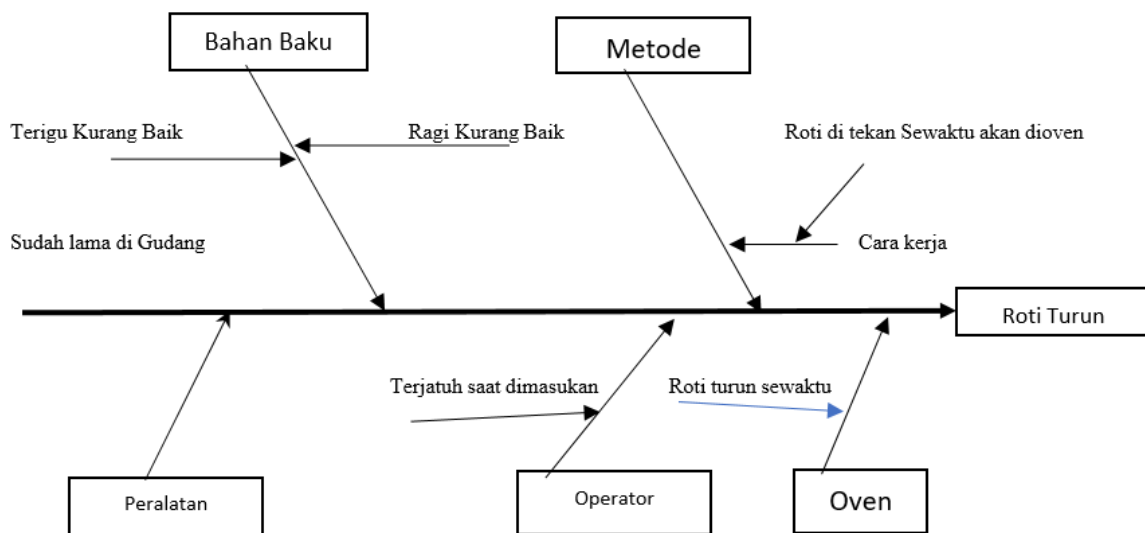 Bahan Baku
Metode
Terigu Kurang Baik
Ragi Kurang Baik
Roti di tekan Sewaktu akan dioven
Sudah lama di Gudang
Cara kerja
Roti Turun
Terjatuh saat dimasukan
Roti turun sewaktu
Peralatan
Operator
Oven